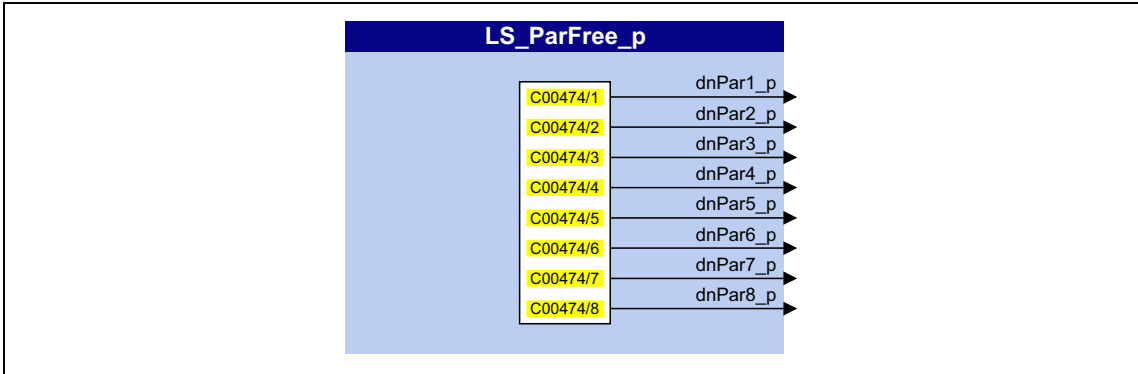 LS_ParFree_p
C00474/1 dnPar1_p
C00474/2 dnPar2_p
C00474/3 dnPar3_p
C00474/4 dnPar4_p
C00474/5 dnPar5_p
C00474/6 dnPar6_p
C00474/7 dnPar7_p
C00474/8 dnPar8_p